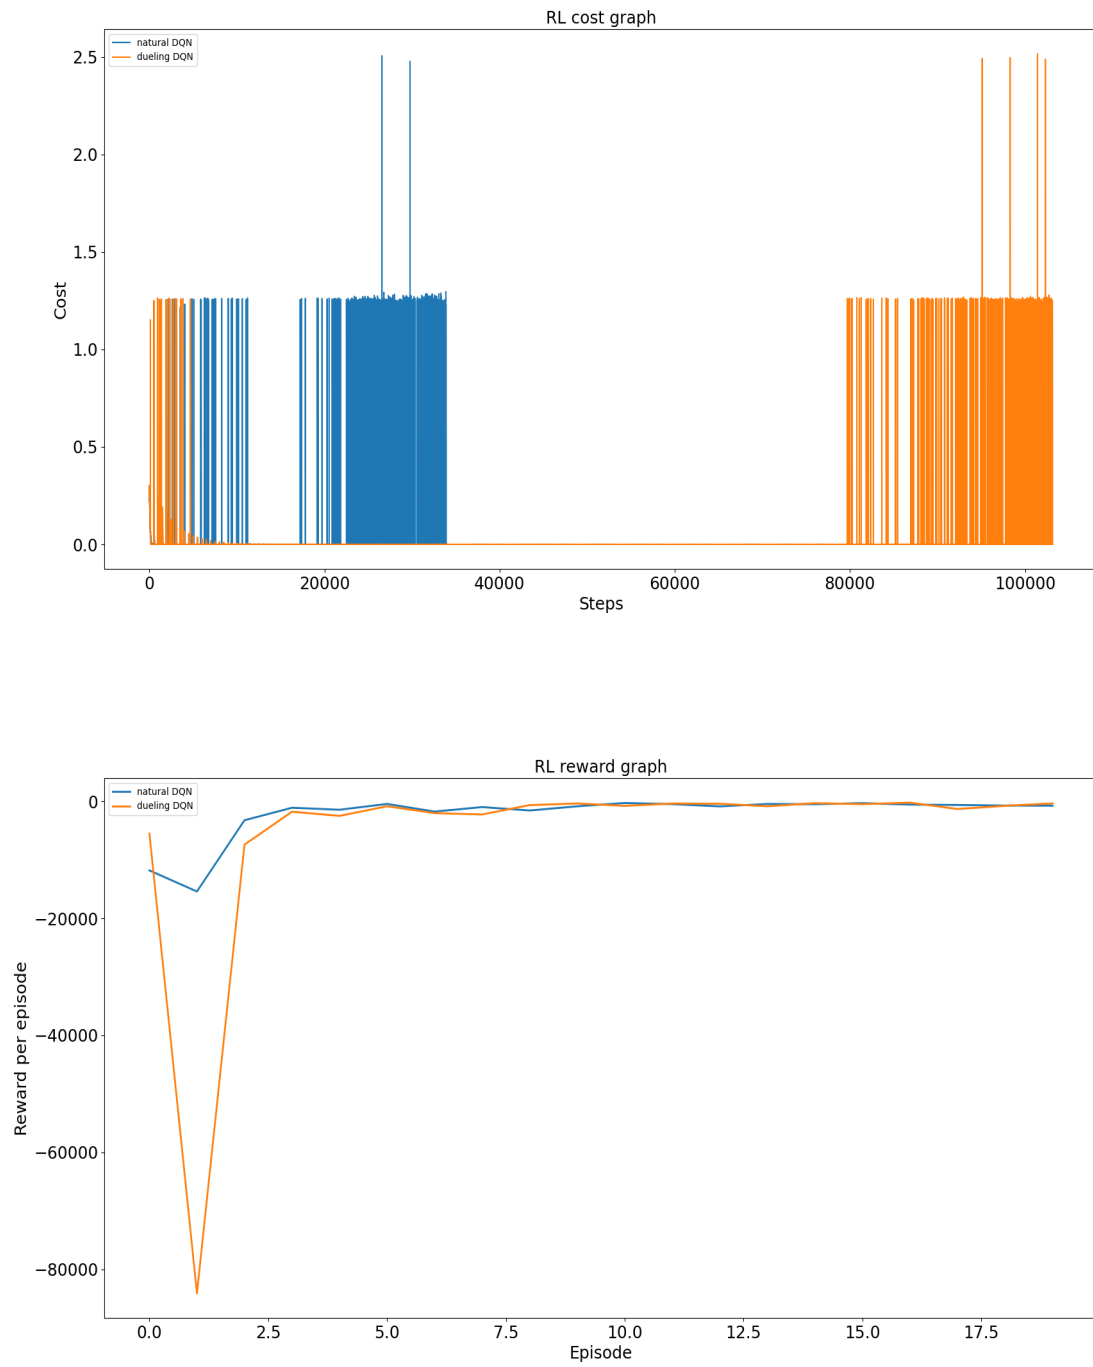 RL cost graph
natural DQN
dueling DQN
2.5
2.0
1.5
1.0
0.5
0.0
Cost
0 20000 40000 60000 80000 100000
Steps
RL reward graph
natural DQN
dueling DQN
0
−20000
−40000
−60000
−80000
Reward per episode
0.0 2.5 5.0 7.5 10.0 12.5 15.0 17.5
Episode